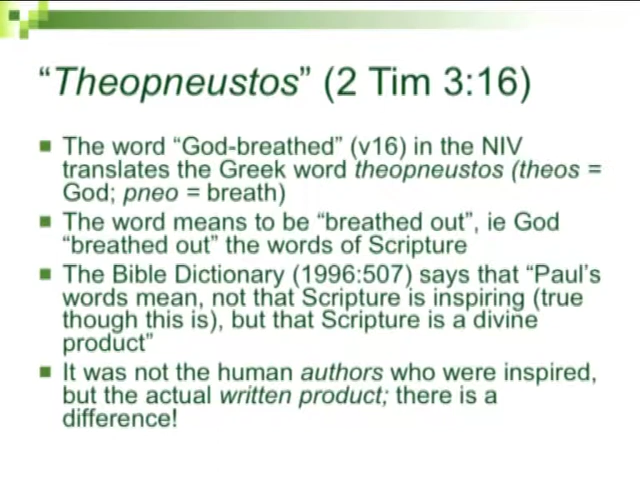 “Theopneustos” (2 Tim 3:16)
The word “God-breathed” (v16) in the NIV
translates the Greek word theopneustos (theos =
God; pneo = breath)
The word means to be “breathed out”, ie God
“breathed out” the words of Scripture
The Bible Dictionary (1996:507) says that “Paul’s
words mean, not that Scripture is inspiring (true
though this is), but that Scripture is a divine
product”
It was not the human authors who were inspired,
but the actual written product; there is a
difference!